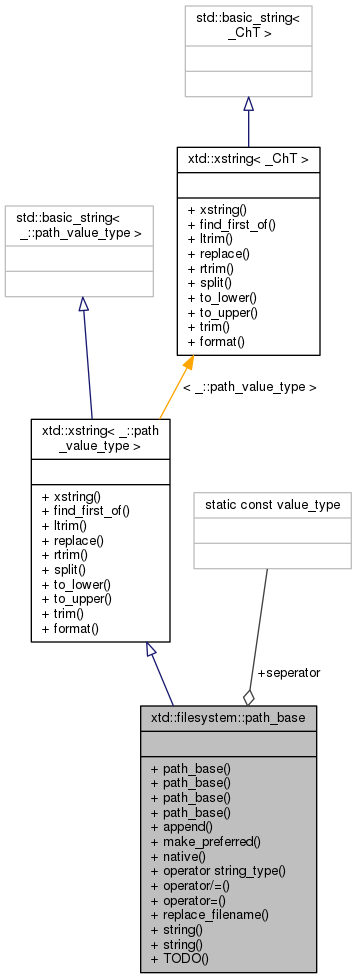 std::basic_string<
_ChT >
xtd::xstring< _ChT >
+ xstring()
+ find_first_of()
+ ltrim()
+ replace()
+ rtrim()
+ split()
+ to_lower()
+ to_upper()
+ trim()
+ format()
std::basic_string<
_::path_value_type >
< _::path_value_type >
xtd::xstring< _::path
_value_type >
+ xstring()
+ find_first_of()
+ ltrim()
+ replace()
+ rtrim()
+ split()
+ to_lower()
+ to_upper()
+ trim()
+ format()
static const value_type
+seperator
xtd::filesystem::path_base
+ path_base()
+ path_base()
+ path_base()
+ path_base()
+ append()
+ make_preferred()
+ native()
+ operator string_type()
+ operator/=()
+ operator=()
+ replace_filename()
+ string()
+ string()
+ TODO()